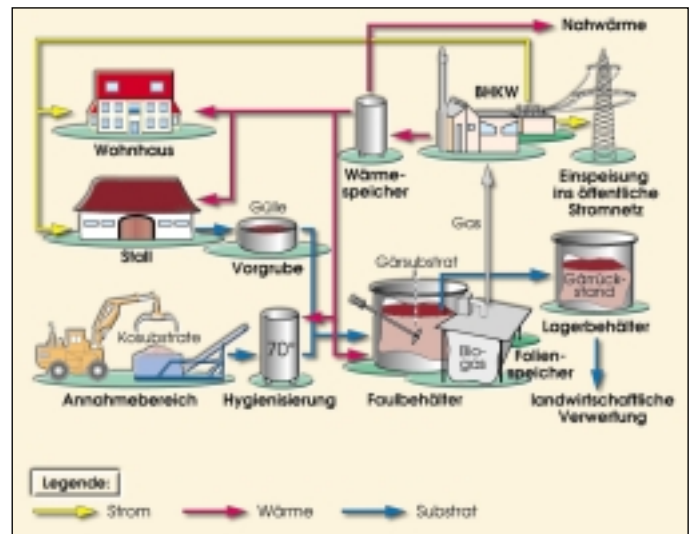 Nahwärme
BHKW
Wohnhaus
Wärme-
speicher
Einspeisung
ins öffentliche
Stromnetz
Gülle
Gas
Stall
Vorgrube
Gärsubstrat
Gärrück-
stand
Kosubstrate
70°
Bio-
gas
Folien-
speicher
Lagerbehälter
Annahmebereich
Hygienisierung
Faulbehälter
landwirtschaftliche
Verwertung
Legende:
Strom
Wärme
Substrat